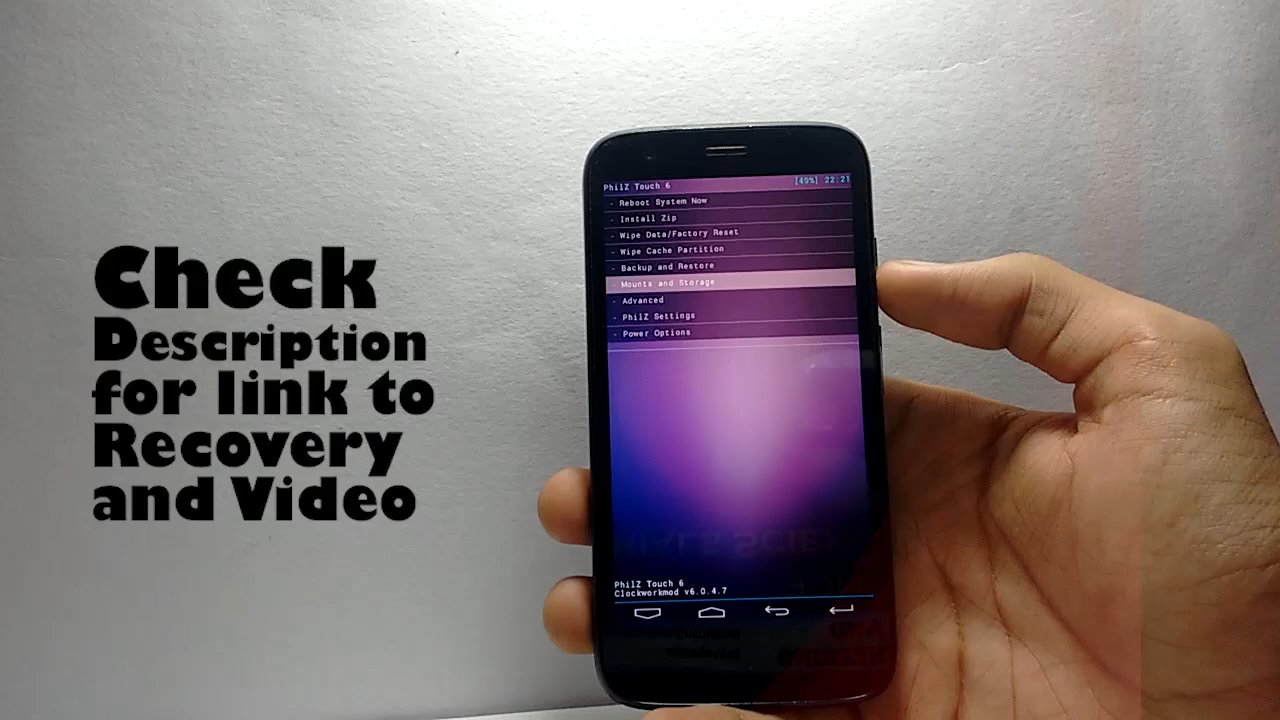 Check
Description
for link to
Recovery
and Video
PhilZ Touch 6
[49%] 22:21
- Reboot System Now
- Install Zip
- Wipe Data/Factory Reset
- Wipe Cache Partition
- Backup and Restore
- Mounts and Storage
- Advanced
- PhilZ Settings
- Power Options
PhilZ Touch 6
Clockworkmod v6.0.4.7